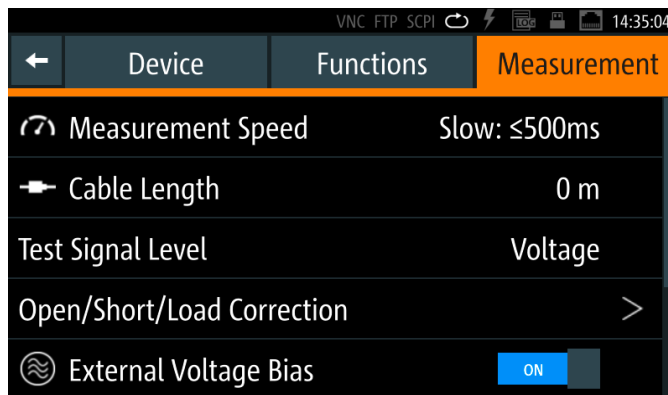 VNC FTP SCPI LOG 14:35:04
Device Functions Measurement
Measurement Speed Slow: ≤500ms
Cable Length 0 m
Test Signal Level Voltage
Open/Short/Load Correction >
External Voltage Bias ON